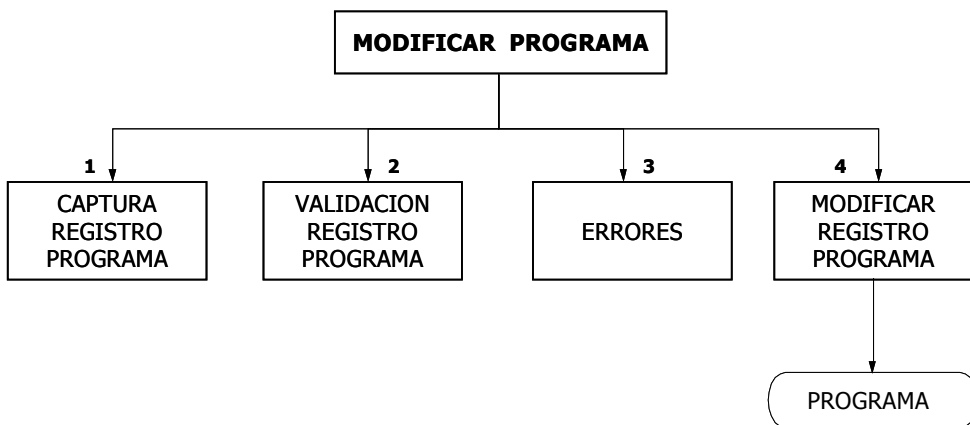 MODIFICAR PROGRAMA
1
2
3
4
CAPTURA
REGISTRO
PROGRAMA
VALIDACION
REGISTRO
PROGRAMA
ERRORES
MODIFICAR
REGISTRO
PROGRAMA
PROGRAMA